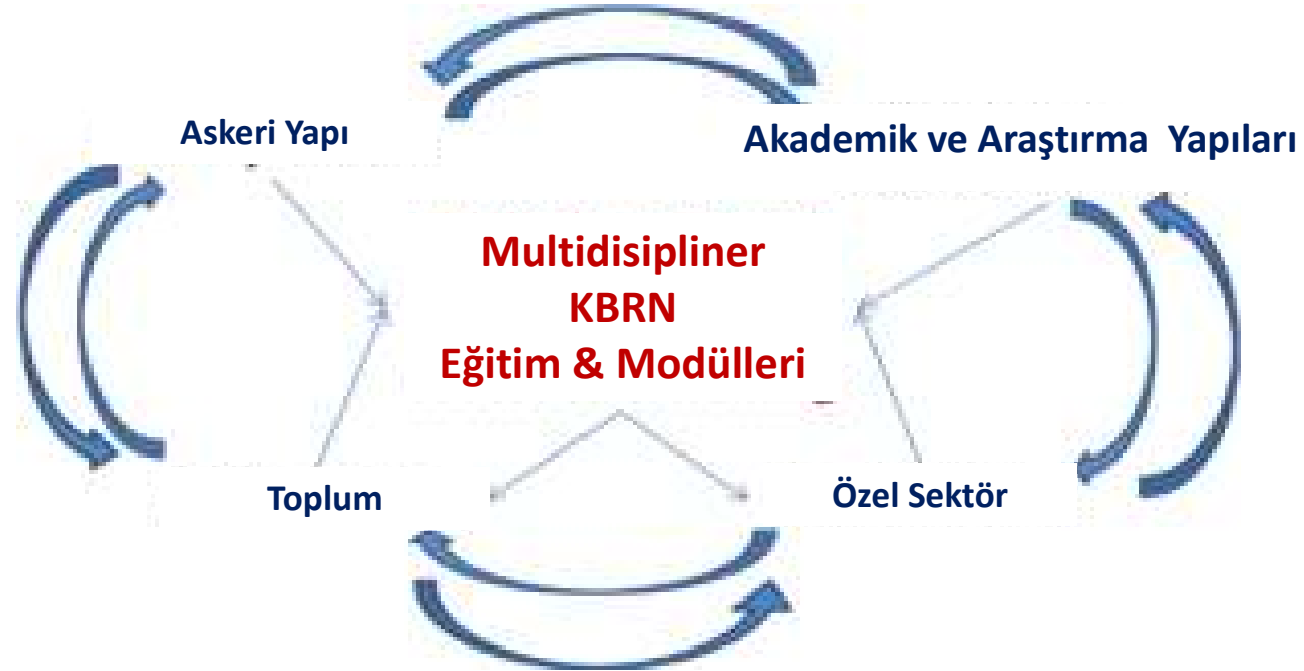 Askeri Yapı
Akademik ve Araştırma Yapıları
Multidisipliner
KBRN
Eğitim & Modülleri
Toplum
Özel Sektör